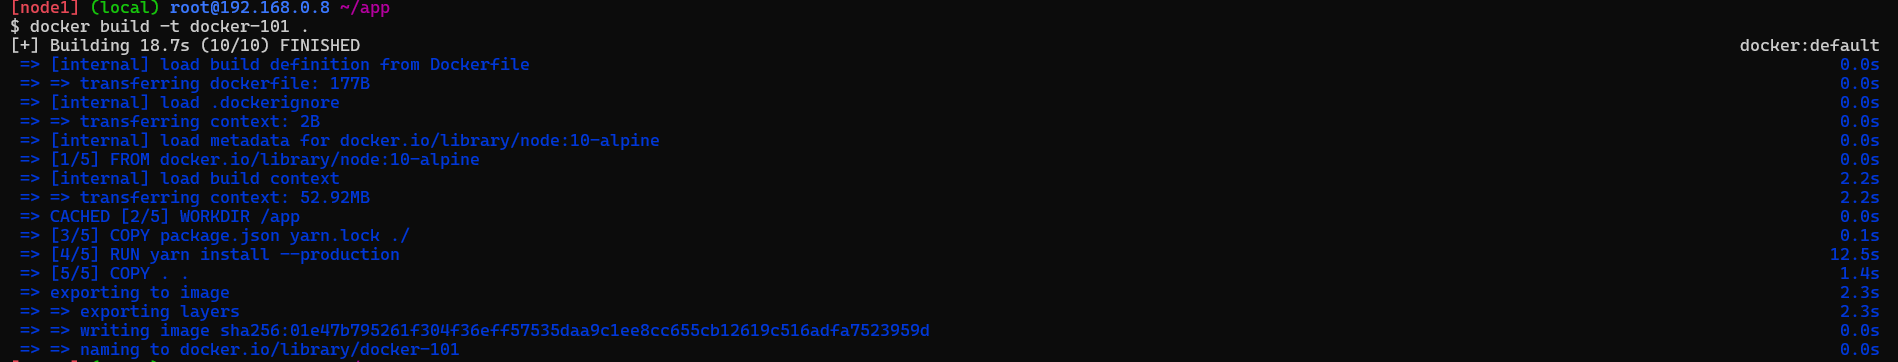 [node1] (local) root@192.168.0.8 ~/app
$ docker build -t docker-101 .
[+] Building 18.7s (10/10) FINISHED docker:default
=> [internal] load build definition from Dockerfile 0.0s
=> => transferring dockerfile: 177B 0.0s
=> [internal] load .dockerignore 0.0s
=> => transferring context: 2B 0.0s
=> [internal] load metadata for docker.io/library/node:10-alpine 0.0s
=> [1/5] FROM docker.io/library/node:10-alpine 0.0s
=> [internal] load build context 2.2s
=> => transferring context: 52.92MB 2.2s
=> CACHED [2/5] WORKDIR /app 0.0s
=> [3/5] COPY package.json yarn.lock ./ 0.1s
=> [4/5] RUN yarn install --production 12.5s
=> [5/5] COPY . . 1.4s
=> exporting to image 2.3s
=> => exporting layers 2.3s
=> => writing image sha256:01e47b795261f304f36eff57535daa9c1ee8cc655cb12619c516adfa7523959d 0.0s
=> => naming to docker.io/library/docker-101 0.0s